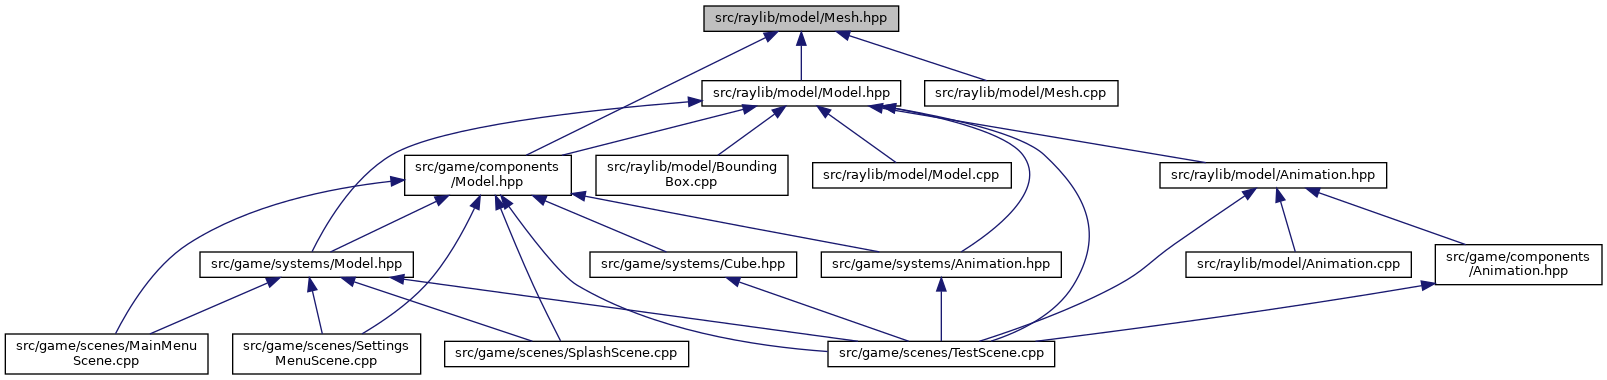 src/raylib/model/Mesh.hpp
src/raylib/model/Model.hpp
src/raylib/model/Mesh.cpp
src/game/components
/Model.hpp
src/raylib/model/Bounding
Box.cpp
src/raylib/model/Model.cpp
src/raylib/model/Animation.hpp
src/game/systems/Model.hpp
src/game/systems/Cube.hpp
src/game/systems/Animation.hpp
src/raylib/model/Animation.cpp
src/game/components
/Animation.hpp
src/game/scenes/MainMenu
Scene.cpp
src/game/scenes/Settings
MenuScene.cpp
src/game/scenes/SplashScene.cpp
src/game/scenes/TestScene.cpp